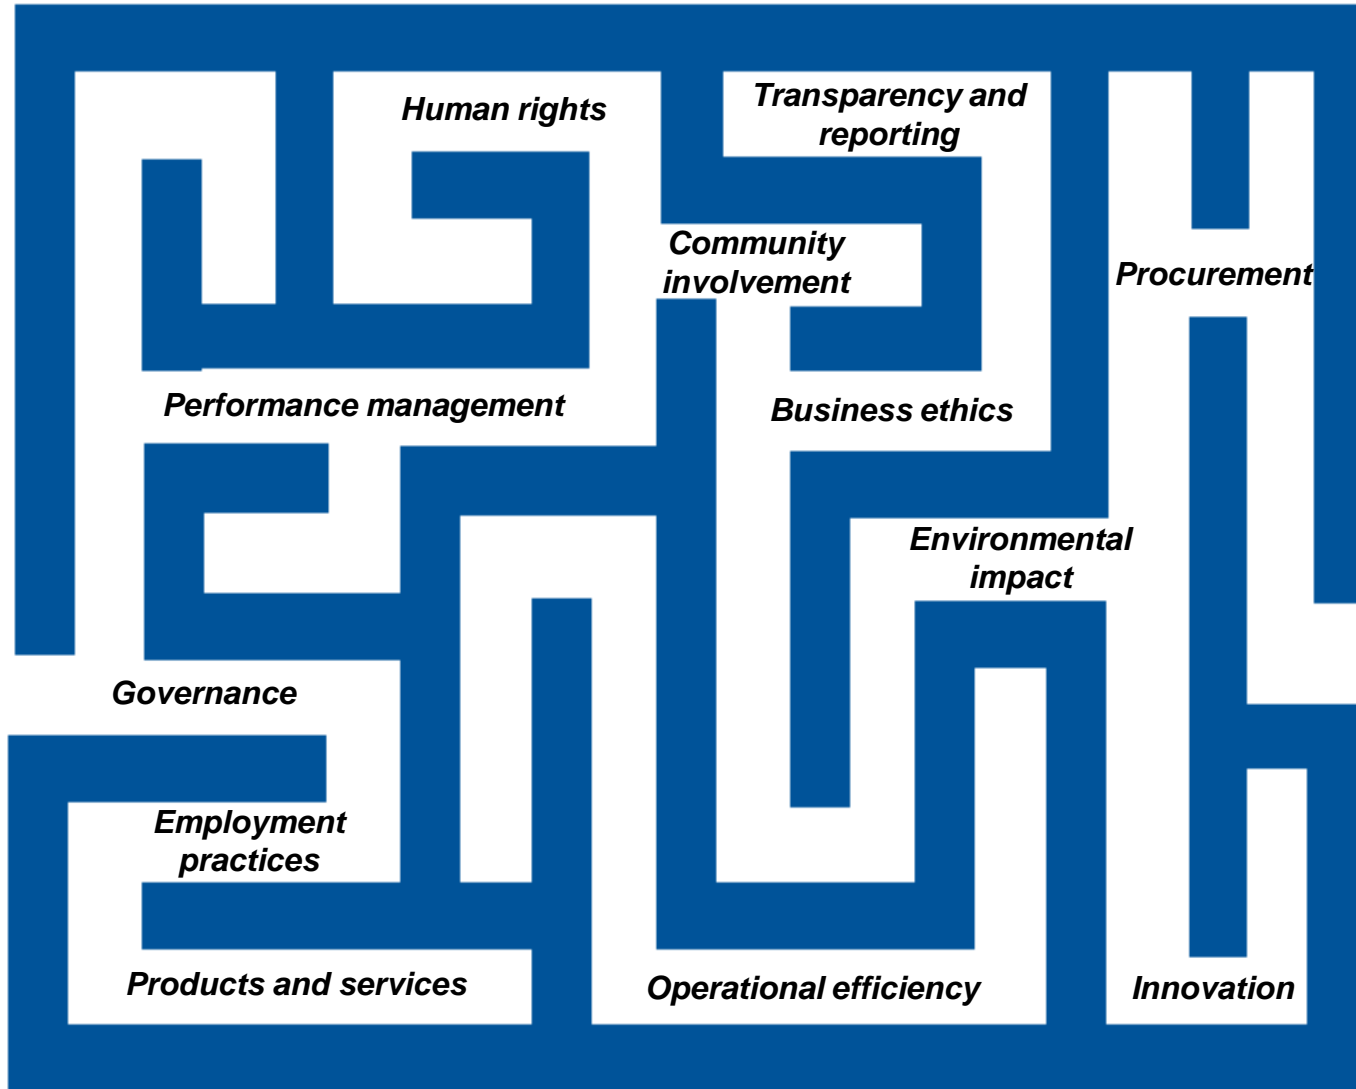 Human rights
Transparency and
reporting
Community
involvement
Procurement
Performance management
Business ethics
Environmental
impact
Governance
Employment
practices
Products and services
Operational efficiency
Innovation